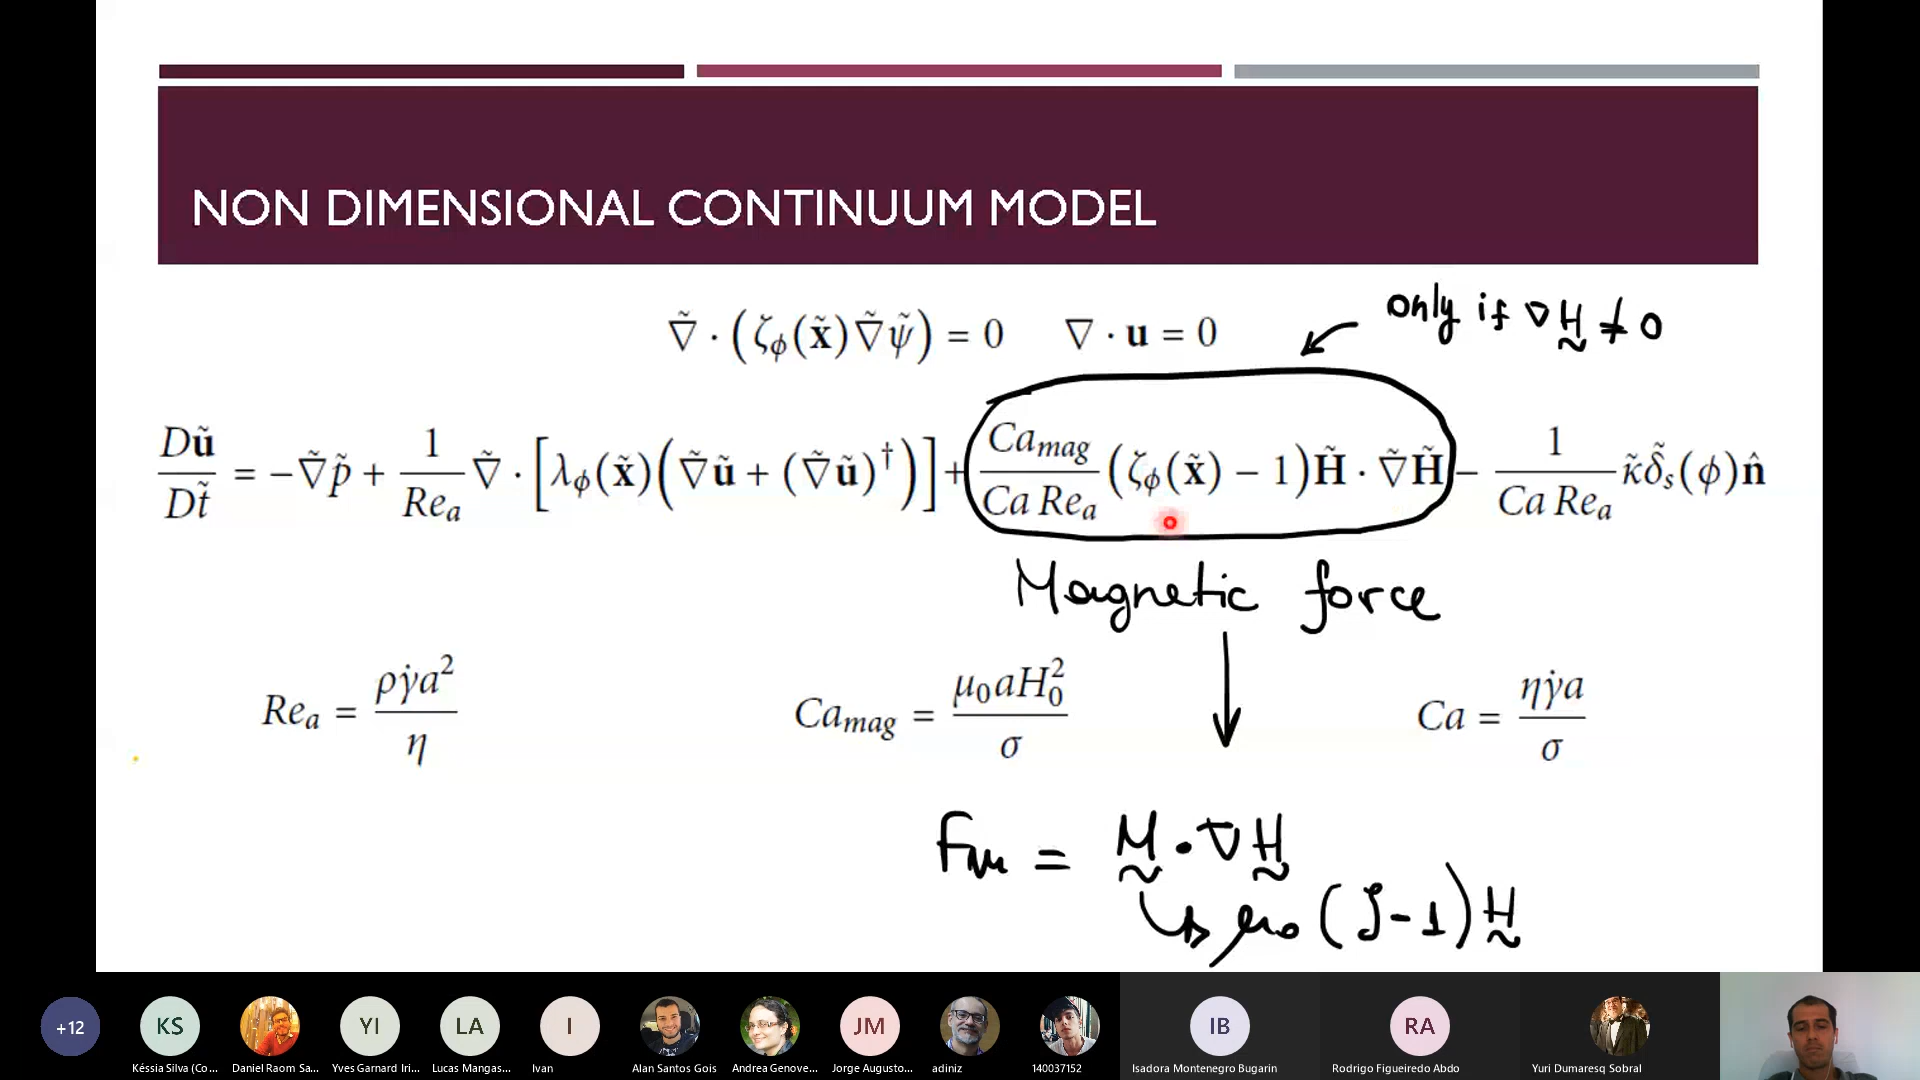 NON DIMENSIONAL CONTINUUM MODEL
only if ∇H̰ ≠ 0
∇̃ · (ζ_ϕ(x̃)∇̃ψ̃) = 0 ∇ · u = 0
Dũ/Dt̃ = −∇̃p̃ + 1/Re_a ∇̃ · [λ_ϕ(x̃)(∇̃ũ + (∇̃ũ)†)] + Ca_mag/(Ca Re_a) (ζ_ϕ(x̃) − 1)H̃ · ∇̃H̃ − 1/(Ca Re_a) κ̃δ̃_s(ϕ)n̂
Magnetic force
Re_a = ργ̇a²/η Ca_mag = μ₀aH₀²/σ Ca = ηγ̇a/σ
Fm = M̰ · ∇H̰
↳ μ₀(ζ−1)H̰
+12
KS
YI
LA
I
JM
IB
RA
Késsia Silva (Co...
Daniel Raom Sa...
Yves Garnard Iri...
Lucas Mangas...
Ivan
Alan Santos Gois
Andrea Genove...
Jorge Augusto...
adiniz
140037152
Isadora Montenegro Bugarin
Rodrigo Figueiredo Abdo
Yuri Dumaresq Sobral